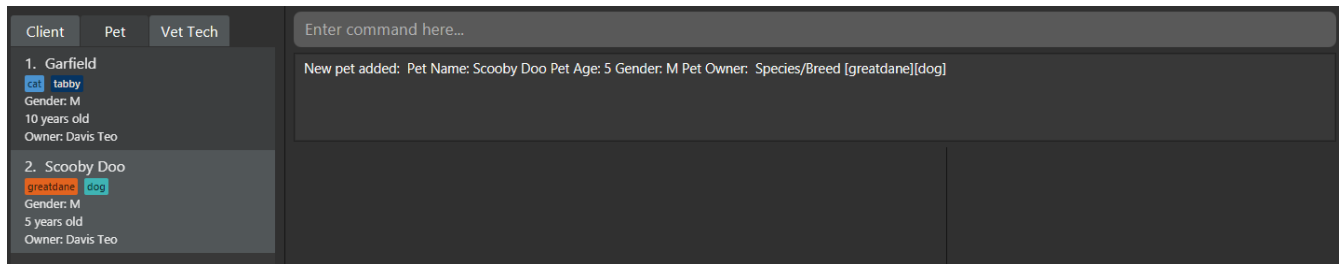 Client Pet Vet Tech
1. Garfield
cat tabby
Gender: M
10 years old
Owner: Davis Teo
2. Scooby Doo
greatdane dog
Gender: M
5 years old
Owner: Davis Teo
Enter command here...
New pet added: Pet Name: Scooby Doo Pet Age: 5 Gender: M Pet Owner: Species/Breed [greatdane][dog]